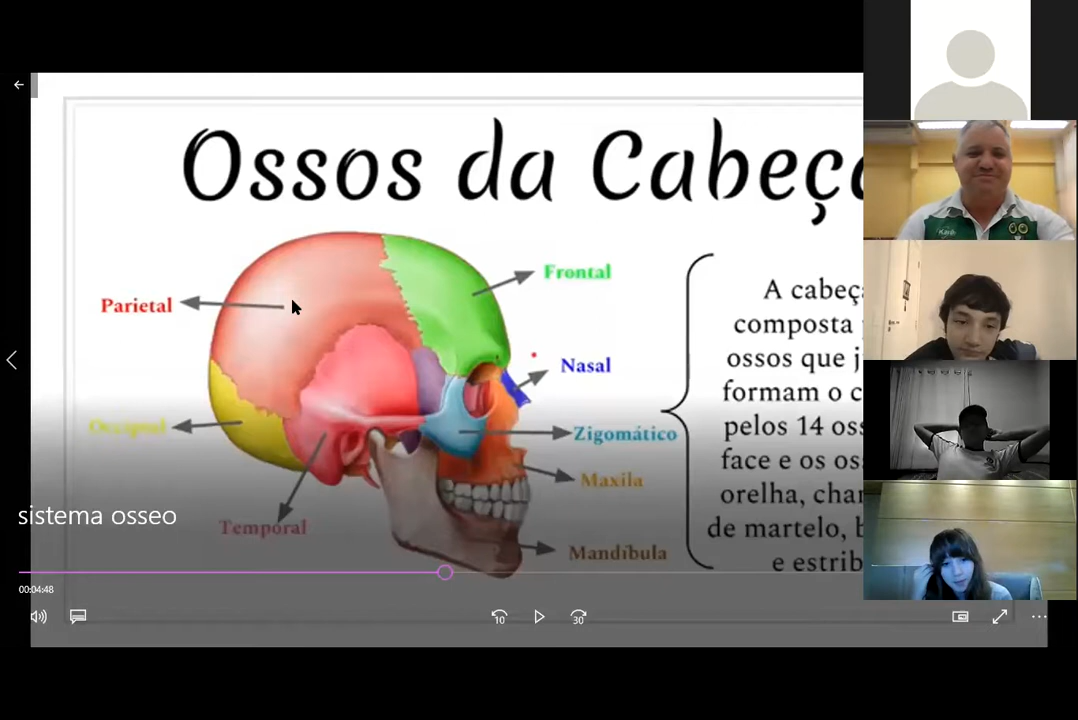 Ossos da Cabeç
Frontal
Parietal
Nasal
Occipital
Zigomático
Maxila
Temporal
Mandíbula
A cabeç
composta
ossos que j
formam o c
pelos 14 oss
face e os os
orelha, char
de martelo, b
e estrib
sistema osseo
00:04:48
10
30